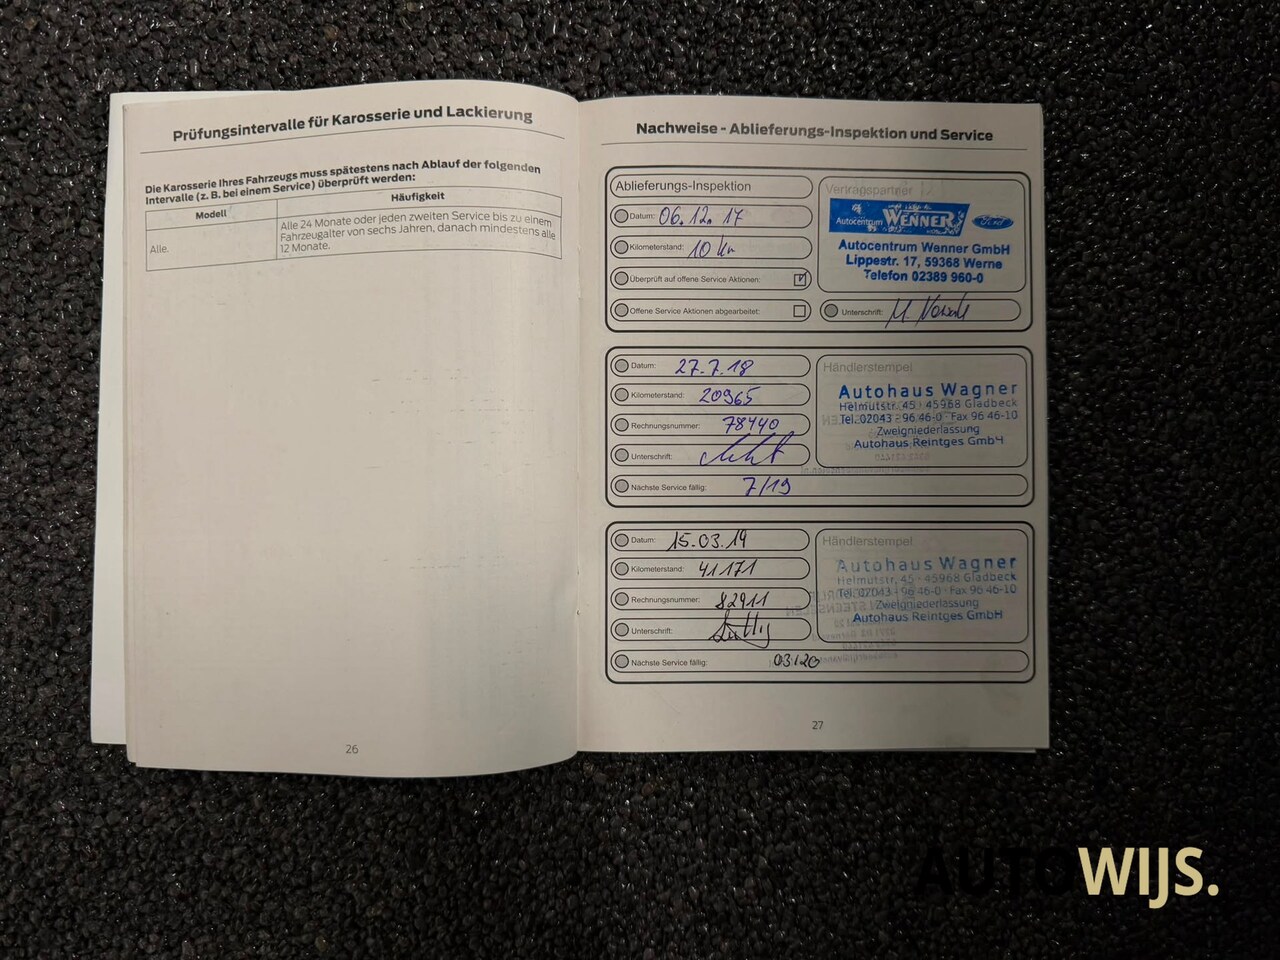 Prüfungsintervalle für Karosserie und Lackierung
Die Karosserie Ihres Fahrzeugs muss spätestens nach Ablauf der folgenden
Intervalle (z. B. bei einem Service) überprüft werden:
Modell Häufigkeit
Alle. Alle 24 Monate oder jeden zweiten Service bis zu einem
Fahrzeugalter von sechs Jahren, danach mindestens alle
12 Monate.
26
Nachweise - Ablieferungs-Inspektion und Service
Ablieferungs-Inspektion
Datum: 06.12.17
Kilometerstand: 10 km
Überprüft auf offene Service Aktionen:
Offene Service Aktionen abgearbeitet:
Vertragspartner
Autocentrum WENNER Ford
Autocentrum Wenner GmbH
Lippestr. 17, 59368 Werne
Telefon 02389 960-0
Unterschrift:
Datum: 27.7.18
Kilometerstand: 20965
Rechnungsnummer: 78440
Unterschrift:
Nächste Service fällig: 7/19
Händlerstempel
Autohaus Wagner
Helmutstr. 45 · 45968 Gladbeck
Tel. 02043 - 96 46-0 · Fax 96 46-10
Zweigniederlassung
Autohaus Reintges GmbH
Datum: 15.03.19
Kilometerstand: 41171
Rechnungsnummer: 82911
Unterschrift:
Nächste Service fällig: 03/20
Händlerstempel
Autohaus Wagner
Helmutstr. 45 · 45968 Gladbeck
Tel. 02043 - 96 46-0 · Fax 96 46-10
Zweigniederlassung
Autohaus Reintges GmbH
27
AUTOWIJS.